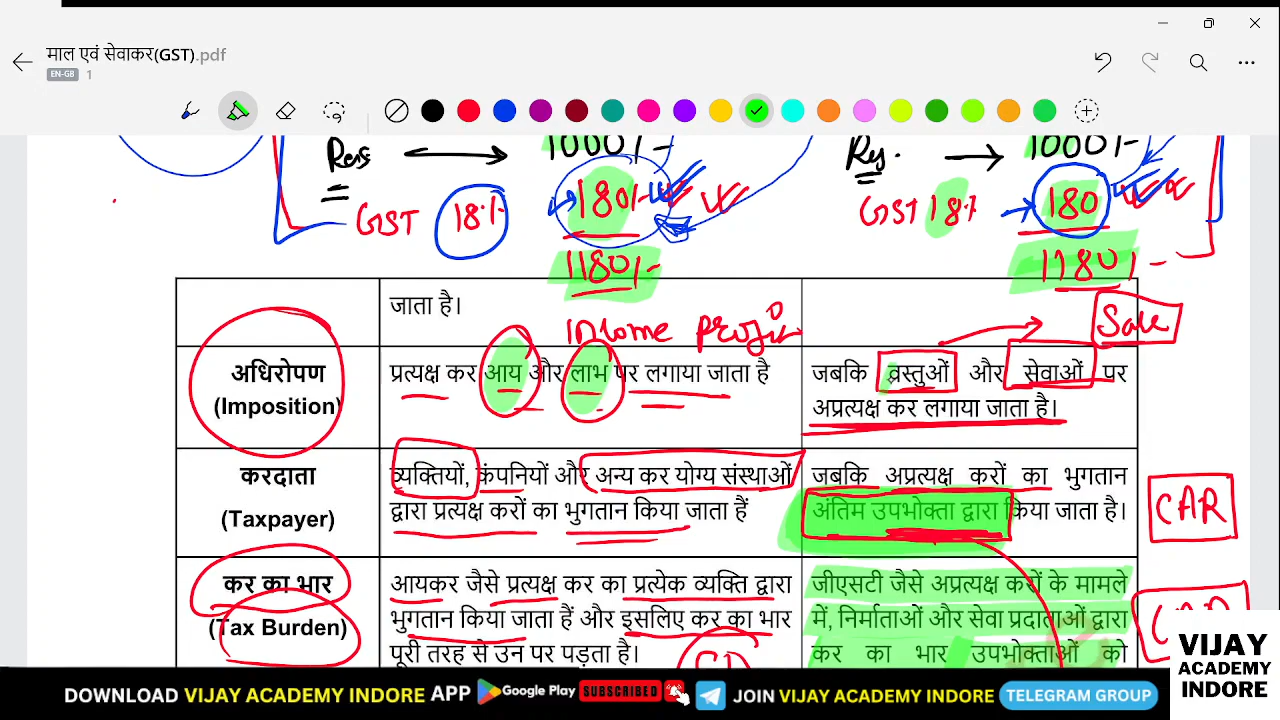 माल एवं सेवाकर(GST).pdf
EN-GB 1
Res 1000/-
GST 18% 180/-
1180/-
Res. 1000/-
GST 18% 180
1180/-
जाता है।
Income Profit
Sale
अधिरोपण
(Imposition)
प्रत्यक्ष कर आय और लाभ पर लगाया जाता है
जबकि वस्तुओं और सेवाओं पर
अप्रत्यक्ष कर लगाया जाता है।
करदाता
(Taxpayer)
व्यक्तियों, कंपनियों और अन्य कर योग्य संस्थाओं
द्वारा प्रत्यक्ष करों का भुगतान किया जाता हैं
जबकि अप्रत्यक्ष करों का भुगतान
अंतिम उपभोक्ता द्वारा किया जाता है।
CAR
कर का भार
(Tax Burden)
आयकर जैसे प्रत्यक्ष कर का प्रत्येक व्यक्ति द्वारा
भुगतान किया जाता हैं और इसलिए कर का भार
पूरी तरह से उन पर पड़ता है।
जीएसटी जैसे अप्रत्यक्ष करों के मामले
में, निर्माताओं और सेवा प्रदाताओं द्वारा
कर का भार उपभोक्ताओं को
VIJAY
ACADEMY
INDORE
DOWNLOAD VIJAY ACADEMY INDORE APP Google Play SUBSCRIBED JOIN VIJAY ACADEMY INDORE TELEGRAM GROUP